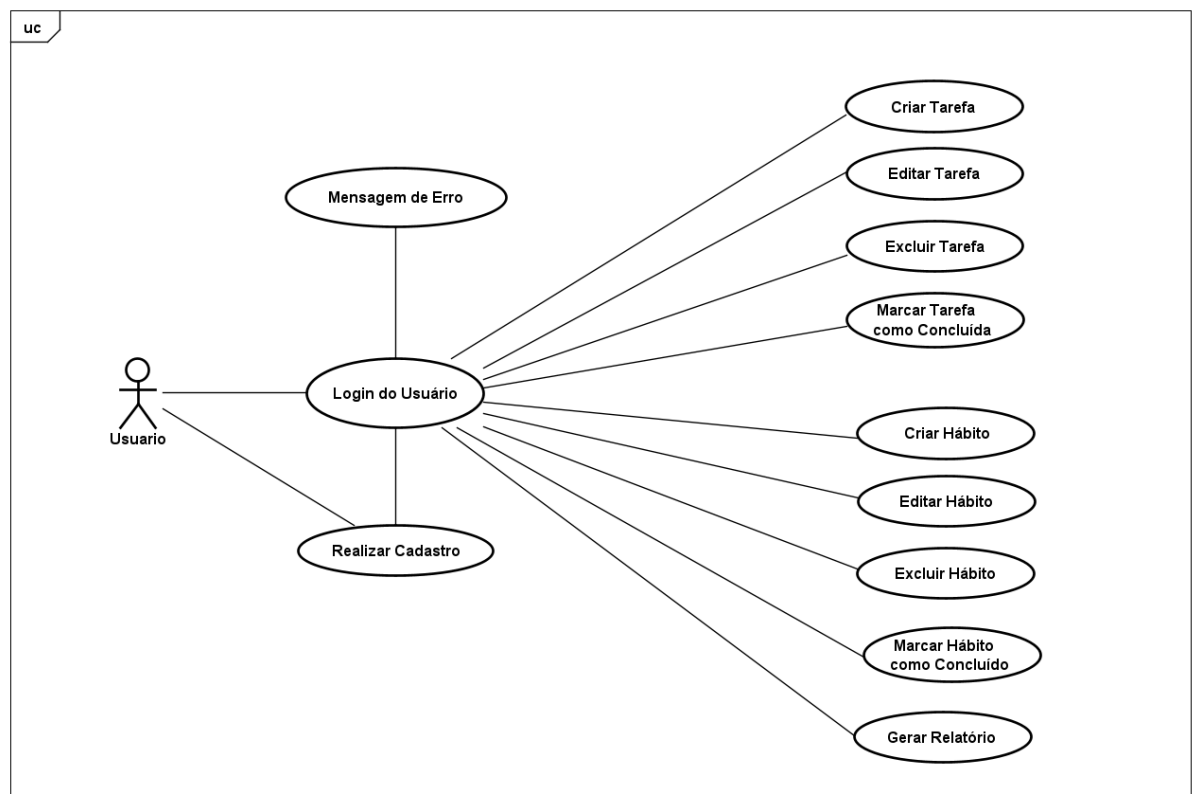 uc
Criar Tarefa
Editar Tarefa
Mensagem de Erro
Excluir Tarefa
Marcar Tarefa
como Concluída
Login do Usuário
Usuario
Criar Hábito
Editar Hábito
Realizar Cadastro
Excluir Hábito
Marcar Hábito
como Concluído
Gerar Relatório